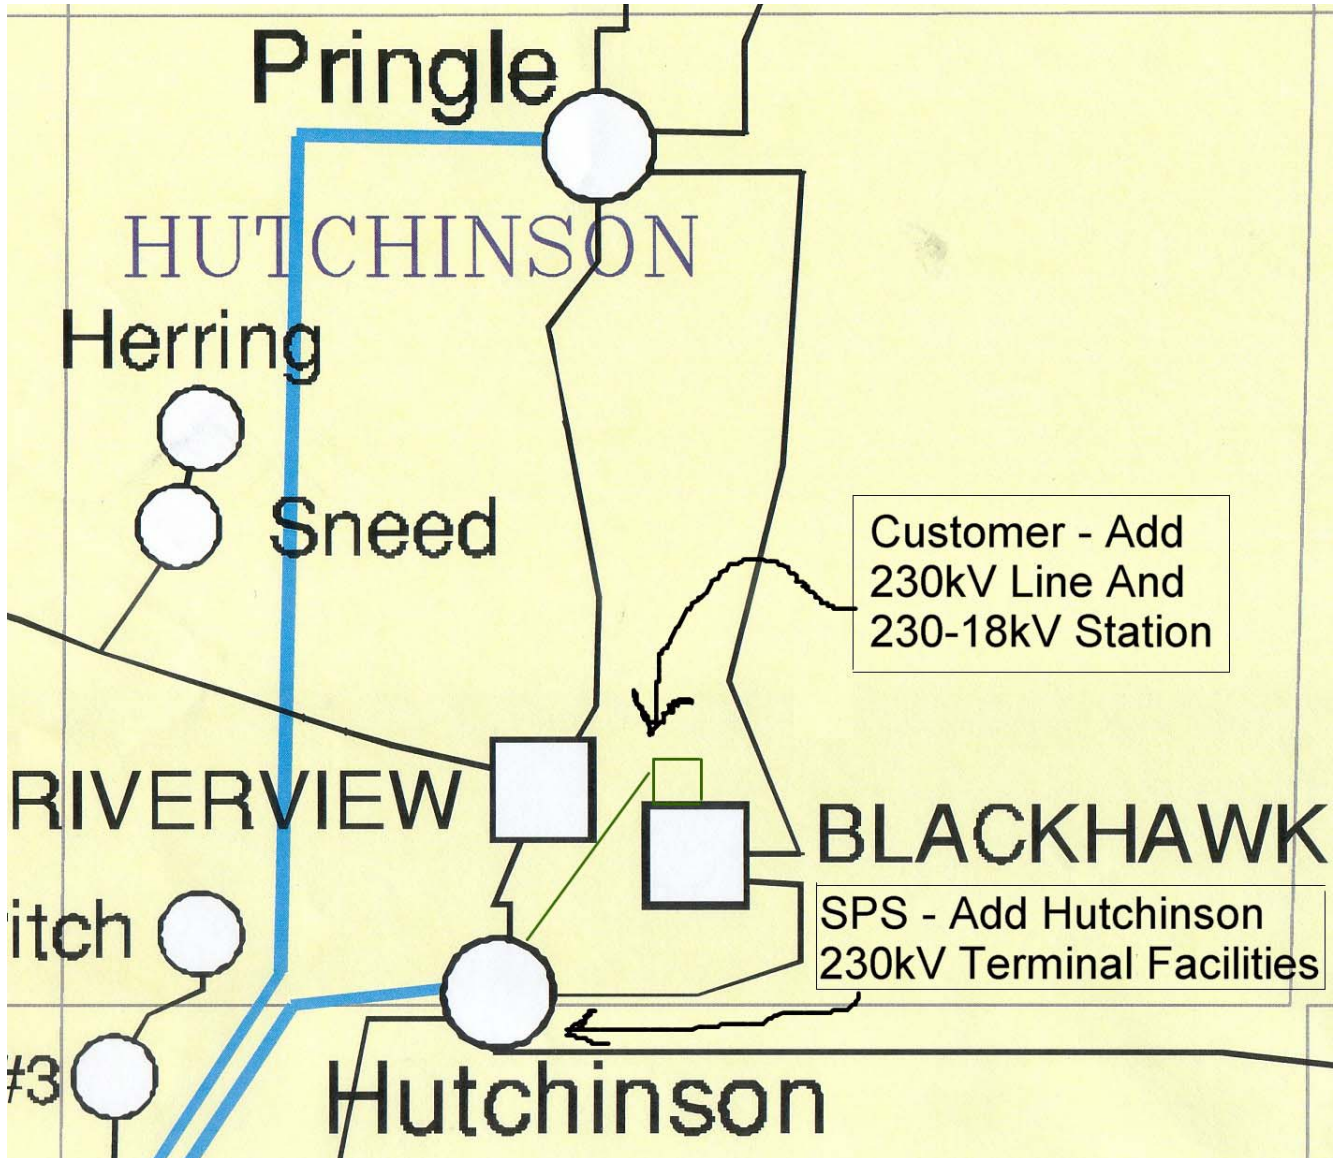 Pringle
HUTCHINSON
Herring
Sneed
Customer - Add
230kV Line And
230-18kV Station
RIVERVIEW
BLACKHAWK
SPS - Add Hutchinson
230kV Terminal Facilities
itch
#3
Hutchinson